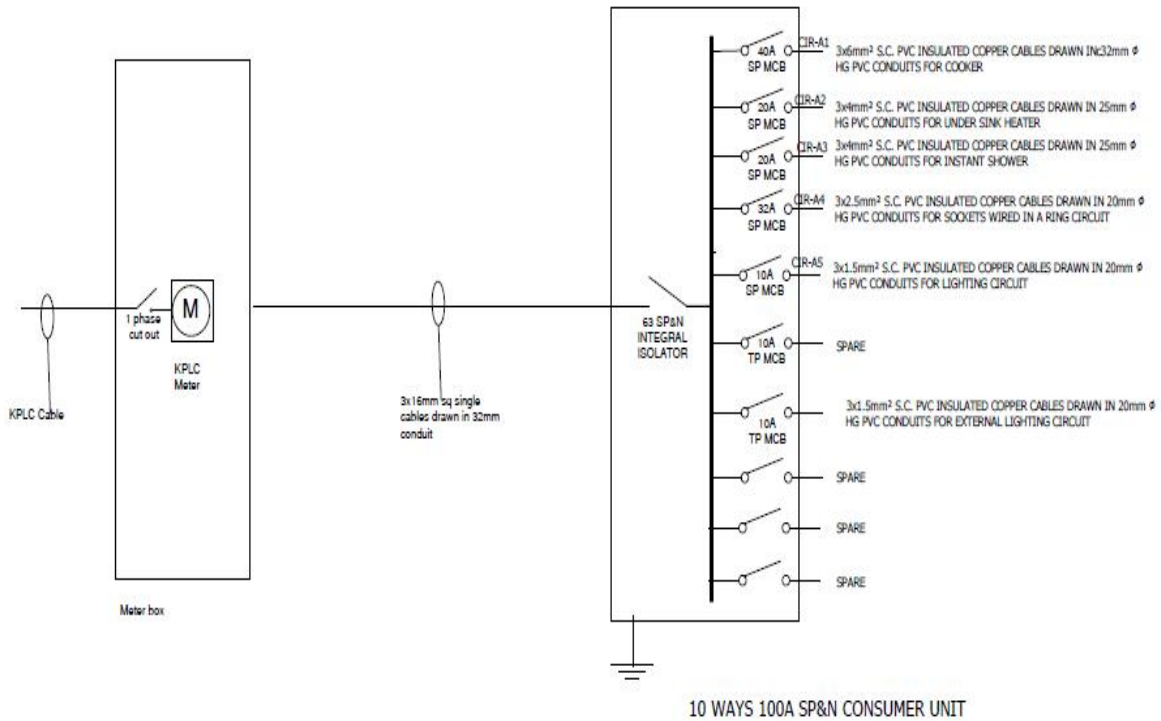 CIR-A1
40A
SP MCB
3x6mm² S.C. PVC INSULATED COPPER CABLES DRAWN INc32mm ϕ
HG PVC CONDUITS FOR COOKER
CIR-A2
20A
SP MCB
3x4mm² S.C. PVC INSULATED COPPER CABLES DRAWN IN 25mm ϕ
HG PVC CONDUITS FOR UNDER SINK HEATER
CIR-A3
20A
SP MCB
3x4mm² S.C. PVC INSULATED COPPER CABLES DRAWN IN 25mm ϕ
HG PVC CONDUITS FOR INSTANT SHOWER
CIR-A4
32A
SP MCB
3x2.5mm² S.C. PVC INSULATED COPPER CABLES DRAWN IN 20mm ϕ
HG PVC CONDUITS FOR SOCKETS WIRED IN A RING CIRCUIT
CIR-A5
10A
SP MCB
3x1.5mm² S.C. PVC INSULATED COPPER CABLES DRAWN IN 20mm ϕ
HG PVC CONDUITS FOR LIGHTING CIRCUIT
M
1 phase
cut out
KPLC
Meter
KPLC Cable
3x16mm sq single
cables drawn in 32mm
conduit
63 SP&N
INTEGRAL
ISOLATOR
10A
TP MCB
SPARE
10A
TP MCB
3x1.5mm² S.C. PVC INSULATED COPPER CABLES DRAWN IN 20mm ϕ
HG PVC CONDUITS FOR EXTERNAL LIGHTING CIRCUIT
SPARE
SPARE
SPARE
Meter box
10 WAYS 100A SP&N CONSUMER UNIT